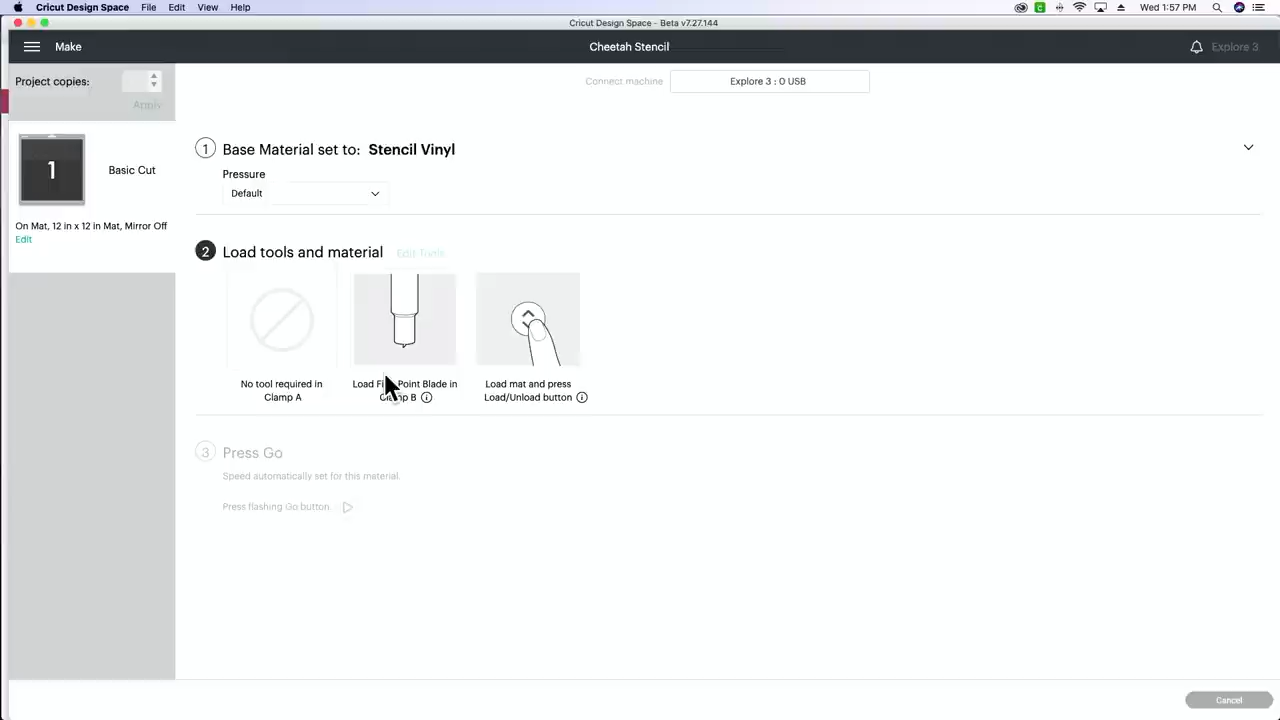 Cricut Design Space File Edit View Help Wed 1:57 PM
Cricut Design Space - Beta v7.27.144
Make Cheetah Stencil Explore 3
Project copies:
Apply
Connect machine Explore 3 : 0 USB
1 Basic Cut
On Mat, 12 in x 12 in Mat, Mirror Off
Edit
1 Base Material set to: Stencil Vinyl
Pressure
Default
2 Load tools and material Edit Tools
No tool required in
Clamp A
Load Point Blade in
B
Load mat and press
Load/Unload button
3 Press Go
Speed automatically set for this material.
Press flashing Go button.
Cancel